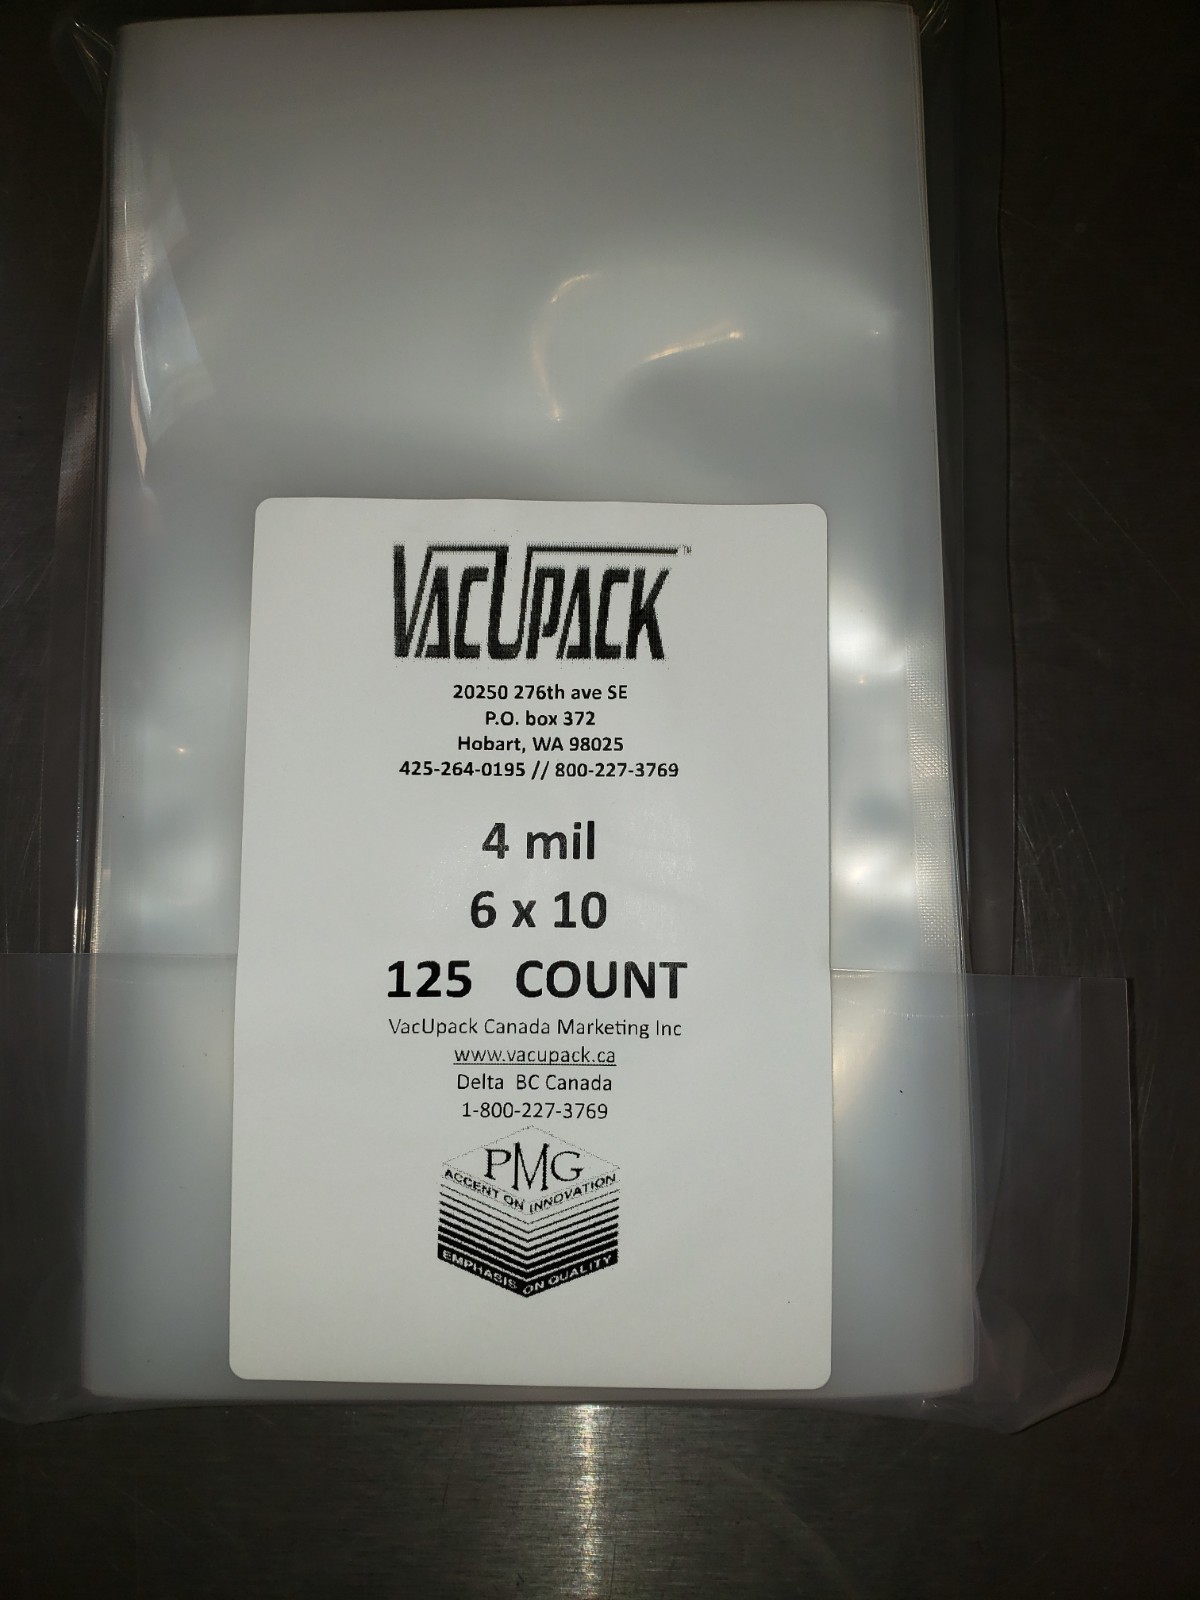 VACUPACK™
20250 276th ave SE
P.O. box 372
Hobart, WA 98025
425-264-0195 // 800-227-3769
4 mil
6 x 10
125 COUNT
VacUpack Canada Marketing Inc
www.vacupack.ca
Delta BC Canada
1-800-227-3769
PMG
ACCENT ON INNOVATION
EMPHASIS ON QUALITY